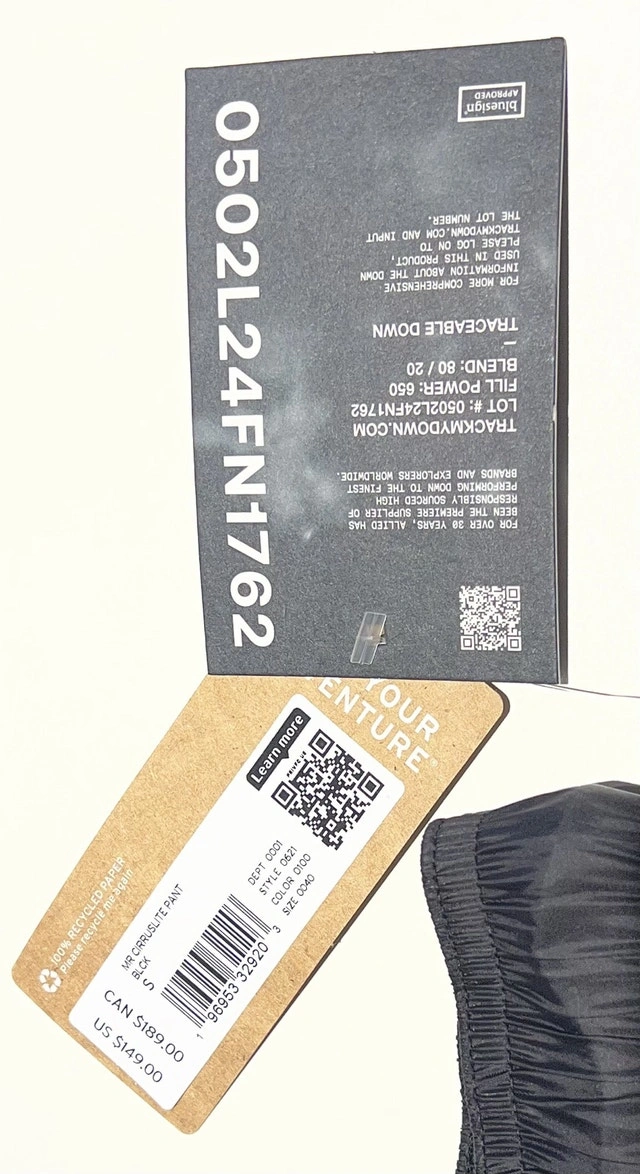 0502L24FN1762
bluesign®
APPROVED
FOR MORE COMPREHENSIVE
INFORMATION ABOUT THE DOWN
USED IN THIS PRODUCT,
PLEASE LOG ON TO
TRACKMYDOWN.COM AND INPUT
THE LOT NUMBER.
TRACEABLE DOWN
—
BLEND: 80 / 20
FILL POWER: 650
LOT #: 0502L24FN1762
TRACKMYDOWN.COM
FOR OVER 30 YEARS, ALLIED HAS
BEEN THE PREMIERE SUPPLIER OF
RESPONSIBLY SOURCED HIGH
PERFORMING DOWN TO THE FINEST
BRANDS AND EXPLORERS WORLDWIDE.
YOUR
ENTURE®
Learn more
DEPT 0001
STYLE 0621
COLOR 0100
SIZE 0040
MR CIRRUSLITE PANT
BLCK
S
1 96953 32920 3
CAN $189.00
US $149.00
100% RECYCLED PAPER
Please recycle me again